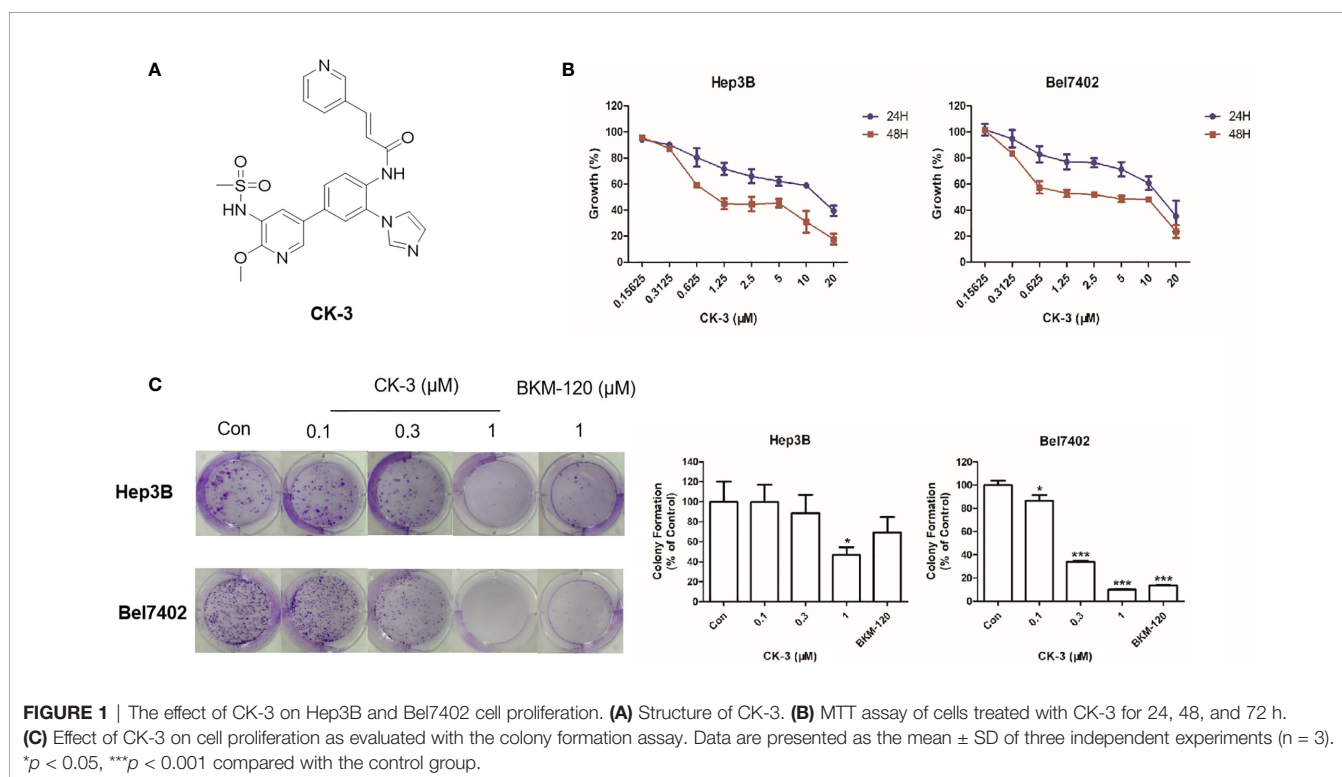 A
N
O
NH
O
S
O
NH
N
N
O
N
CK-3
B
Hep3B
24H
48H
Growth (%)
120
100
80
60
40
20
0
0.15625
0.3125
0.625
1.25
2.5
5
10
20
CK-3 (µM)
Bel7402
24H
48H
Growth (%)
120
100
80
60
40
20
0
0.15625
0.3125
0.625
1.25
2.5
5
10
20
CK-3 (µM)
C
CK-3 (µM) BKM-120 (µM)
Con 0.1 0.3 1 1
Hep3B
Bel7402
Hep3B
Colony Formation
(% of Control)
140
120
100
80
60
40
20
0
*
Con
0.1
0.3
1
BKM-120
CK-3 (µM)
Bel7402
Colony Formation
(% of Control)
120
100
80
60
40
20
0
*
***
***
***
Con
0.1
0.3
1
BKM-120
CK-3 (µM)
FIGURE 1 | The effect of CK-3 on Hep3B and Bel7402 cell proliferation. (A) Structure of CK-3. (B) MTT assay of cells treated with CK-3 for 24, 48, and 72 h.
(C) Effect of CK-3 on cell proliferation as evaluated with the colony formation assay. Data are presented as the mean ± SD of three independent experiments (n = 3).
*p < 0.05, ***p < 0.001 compared with the control group.